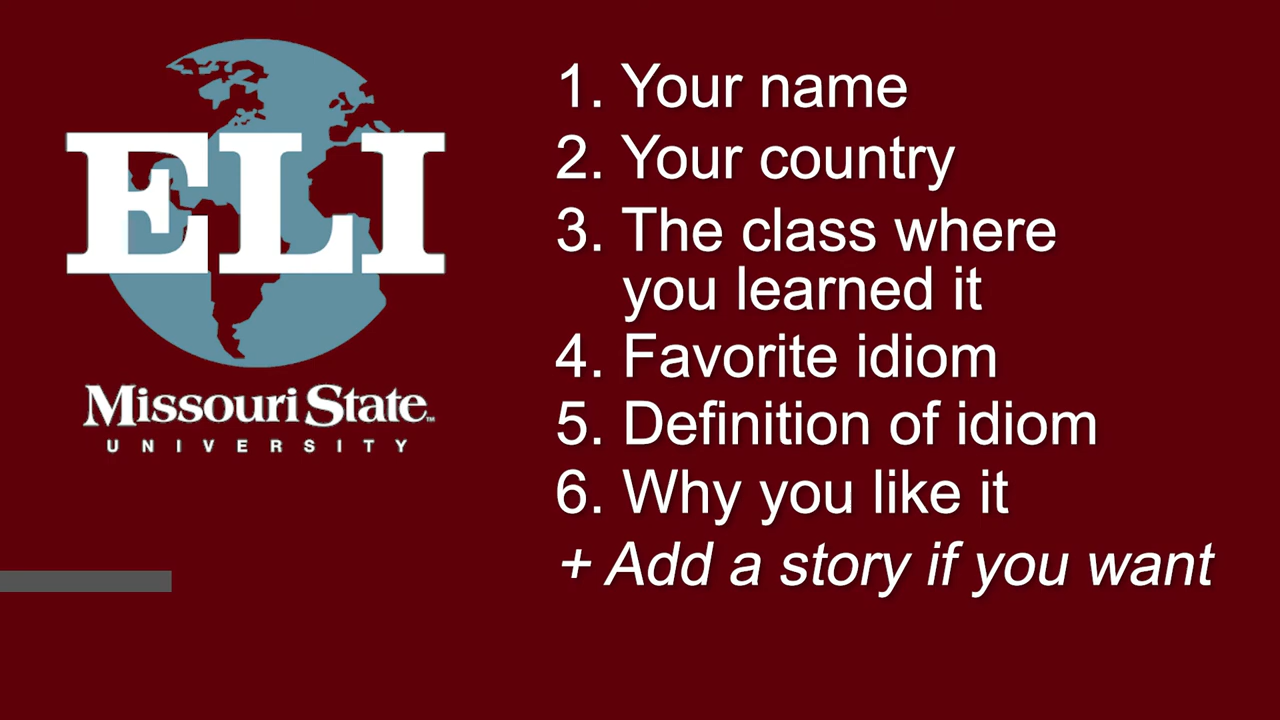 ELI
Missouri State™
UNIVERSITY
1. Your name
2. Your country
3. The class where
you learned it
4. Favorite idiom
5. Definition of idiom
6. Why you like it
+ Add a story if you want